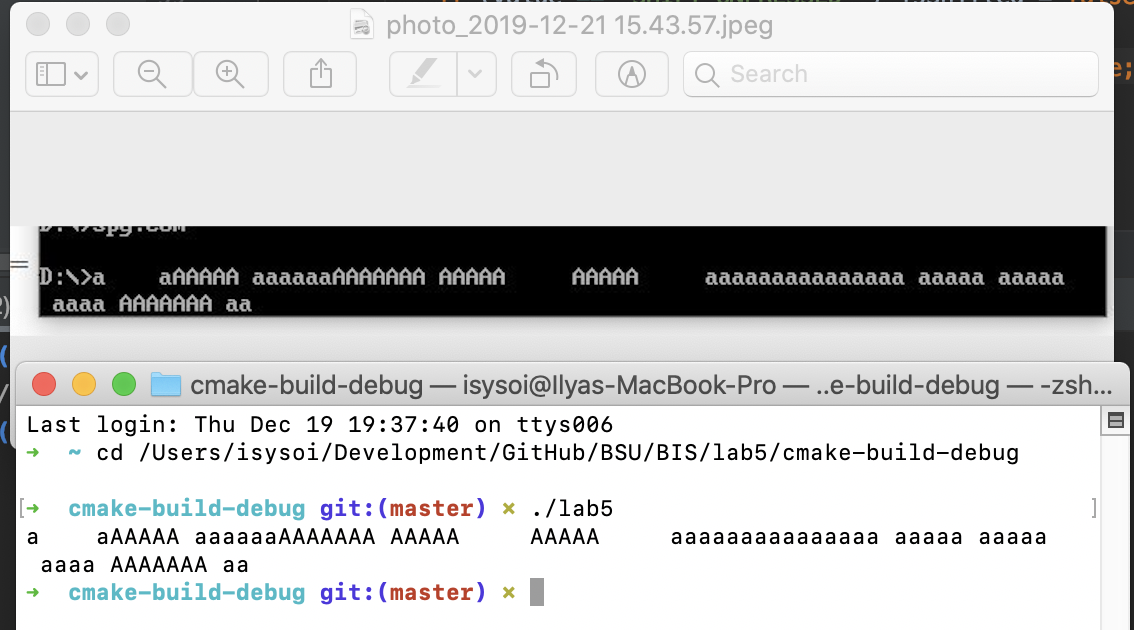 photo_2019-12-21 15.43.57.jpeg
Search
D:\>spg.com
D:\>a    aAAAAA aaaaaaAAAAAAA AAAAA     AAAAA     aaaaaaaaaaaaaaa aaaaa aaaaa
 aaaa AAAAAAA aa
cmake-build-debug — isysoi@Ilyas-MacBook-Pro — ..e-build-debug — -zsh...
Last login: Thu Dec 19 19:37:40 on ttys006
➜  ~ cd /Users/isysoi/Development/GitHub/BSU/BIS/lab5/cmake-build-debug
[➜  cmake-build-debug git:(master) ✗ ./lab5 ]
a    aAAAAA aaaaaaAAAAAAA AAAAA     AAAAA     aaaaaaaaaaaaaaa aaaaa aaaaa
 aaaa AAAAAAA aa
➜  cmake-build-debug git:(master) ✗